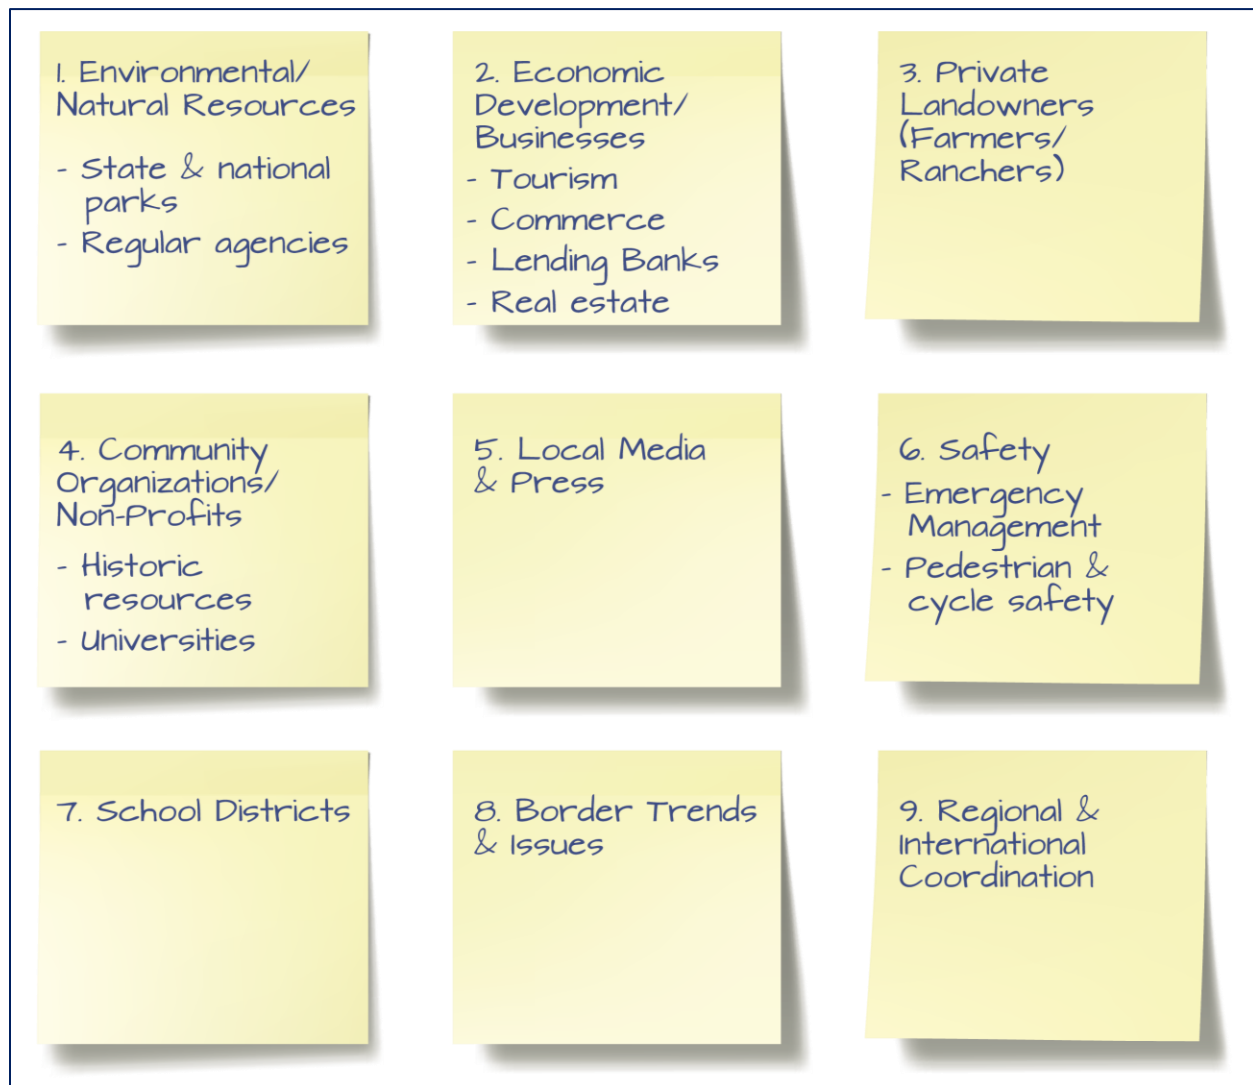 1. Environmental/
Natural Resources
- State & national
parks
- Regular agencies
2. Economic
Development/
Businesses
- Tourism
- Commerce
- Lending Banks
- Real estate
3. Private
Landowners
(Farmers/
Ranchers)
4. Community
Organizations/
Non-Profits
- Historic
resources
- Universities
5. Local Media
& Press
6. Safety
- Emergency
Management
- Pedestrian &
cycle safety
7. School Districts
8. Border Trends
& Issues
9. Regional &
International
Coordination